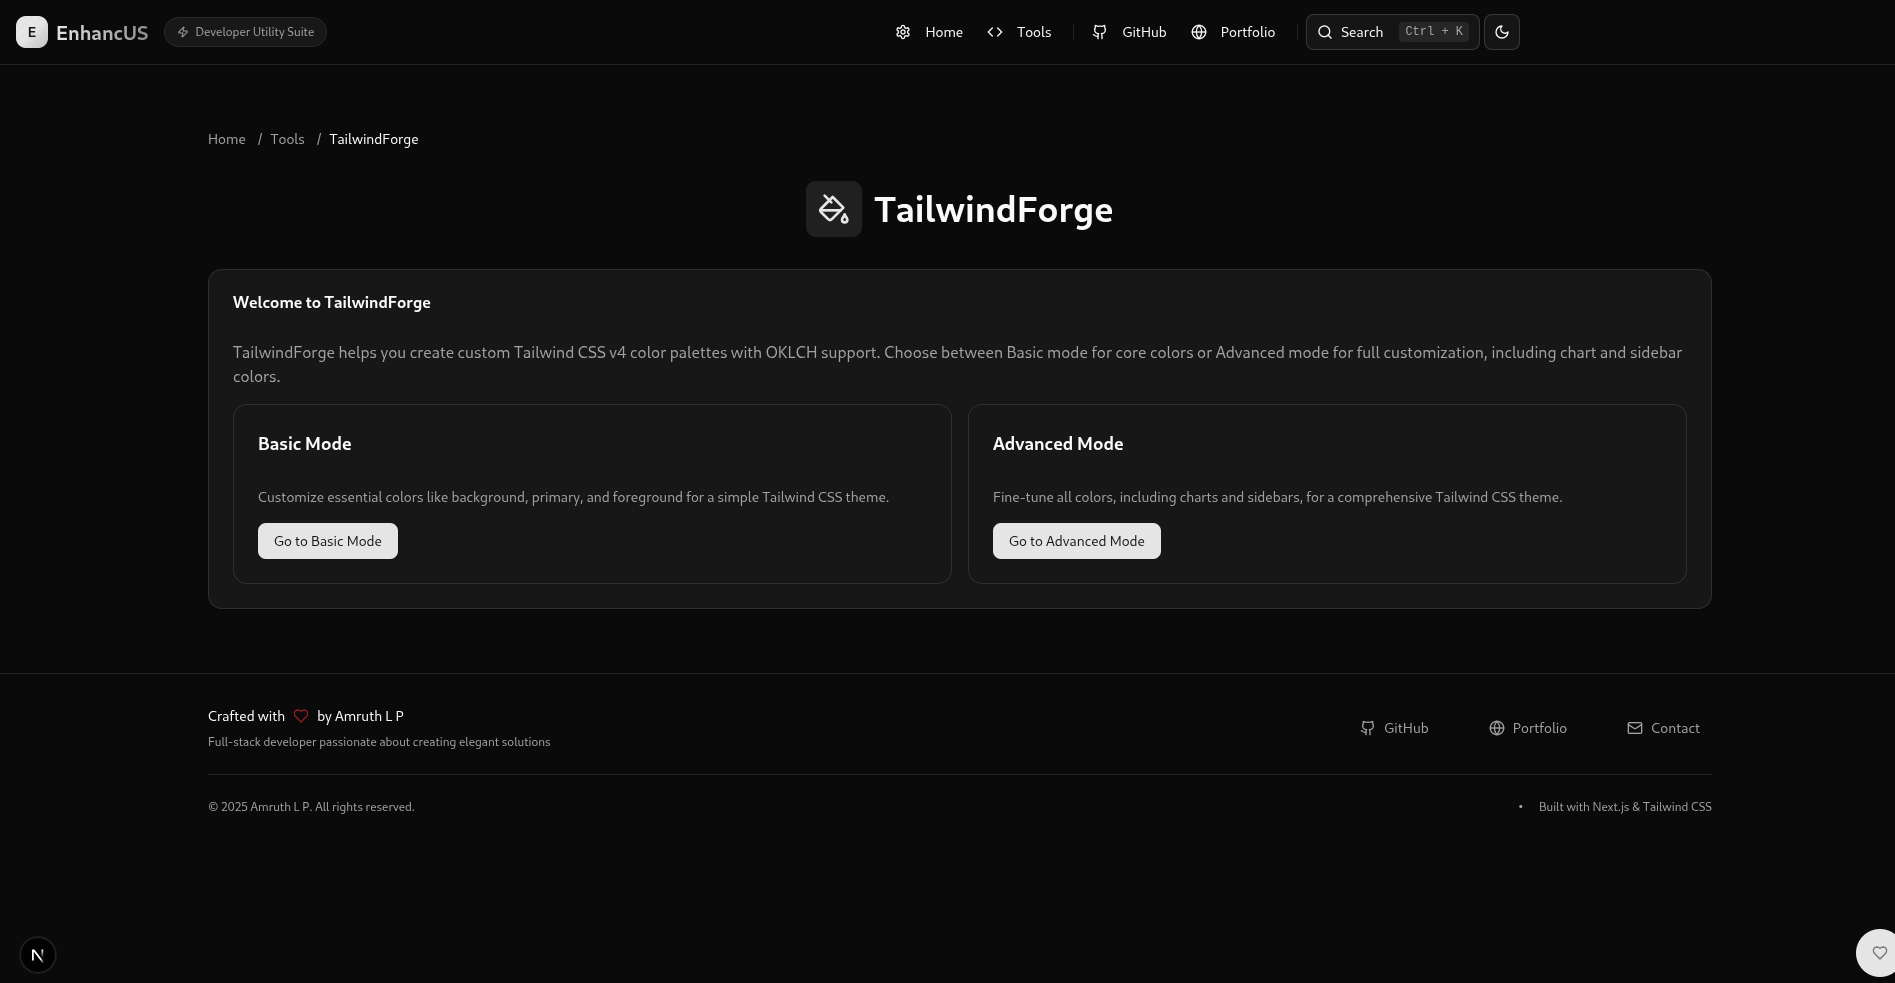 E EnhancUS Developer Utility Suite Home Tools GitHub Portfolio Search Ctrl + K
Home / Tools / TailwindForge
TailwindForge
Welcome to TailwindForge
TailwindForge helps you create custom Tailwind CSS v4 color palettes with OKLCH support. Choose between Basic mode for core colors or Advanced mode for full customization, including chart and sidebar
colors.
Basic Mode
Customize essential colors like background, primary, and foreground for a simple Tailwind CSS theme.
Go to Basic Mode
Advanced Mode
Fine-tune all colors, including charts and sidebars, for a comprehensive Tailwind CSS theme.
Go to Advanced Mode
Crafted with by Amruth L P
Full-stack developer passionate about creating elegant solutions
GitHub Portfolio Contact
© 2025 Amruth L P. All rights reserved.
• Built with Next.js & Tailwind CSS
N